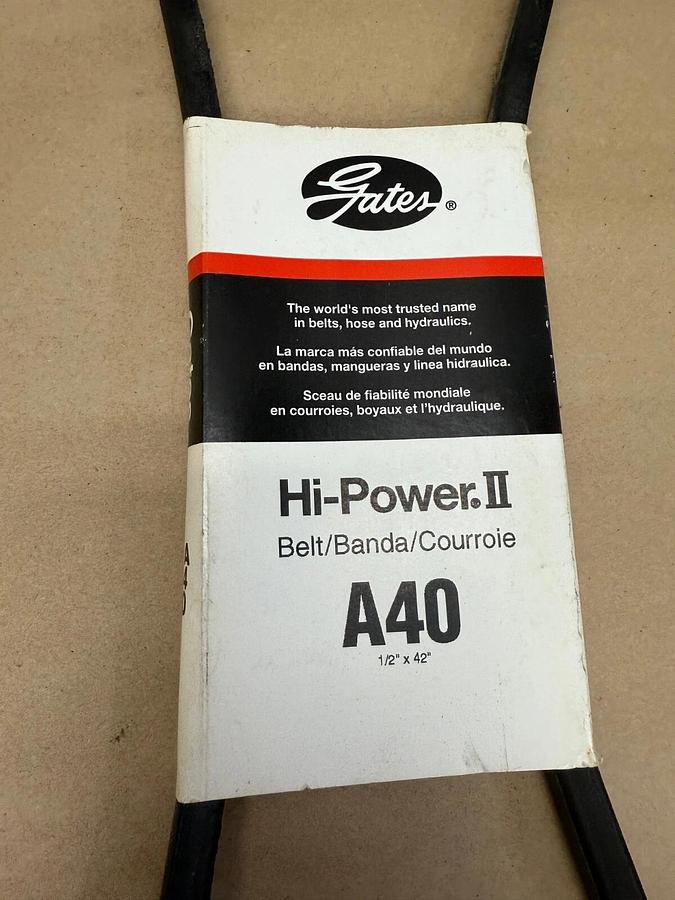 Gates®
The world's most trusted name
in belts, hose and hydraulics.
La marca más confiable del mundo
en bandas, mangueras y linea hidraulica.
Sceau de fiabilité mondiale
en courroies, boyaux et l'hydraulique.
Hi-Power®II
Belt/Banda/Courroie
A40
1/2" x 42"
A40